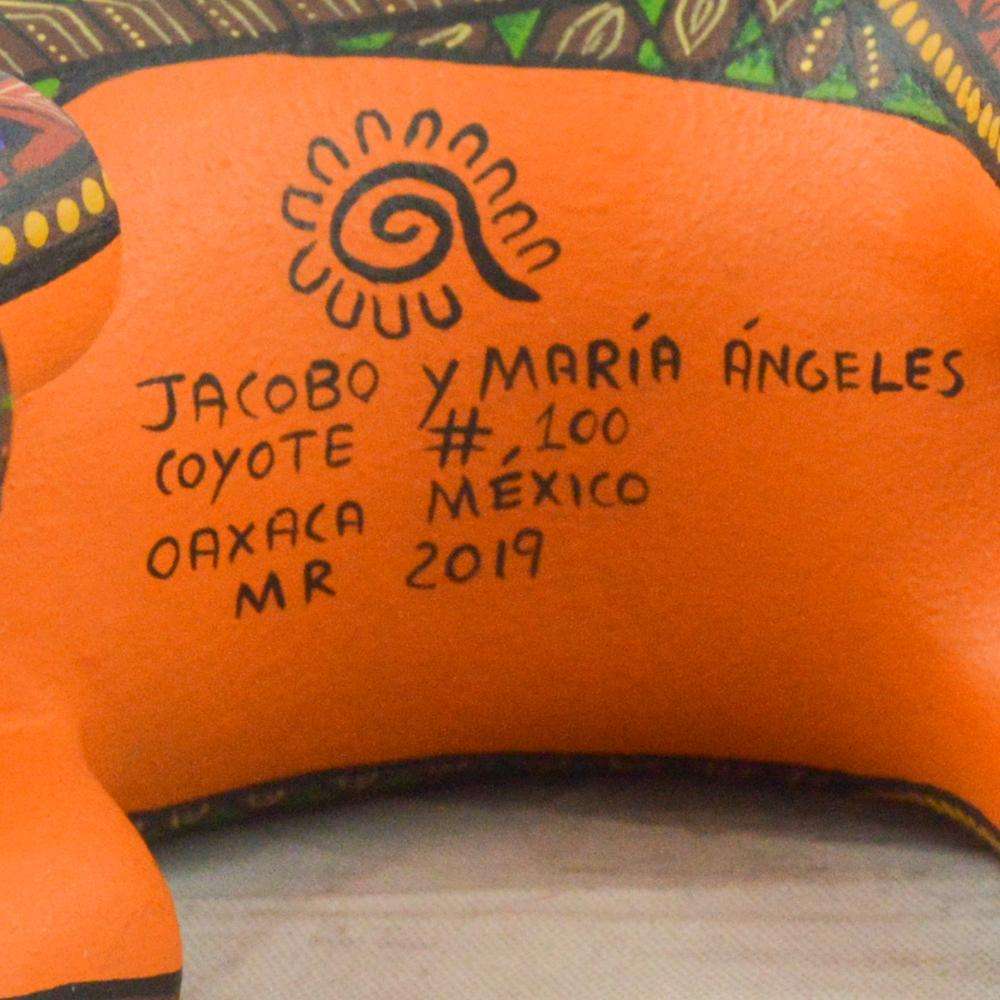 JACOBO Y MARÍA ÁNGELES
COYOTE # 100
OAXACA MÉXICO
MR 2019